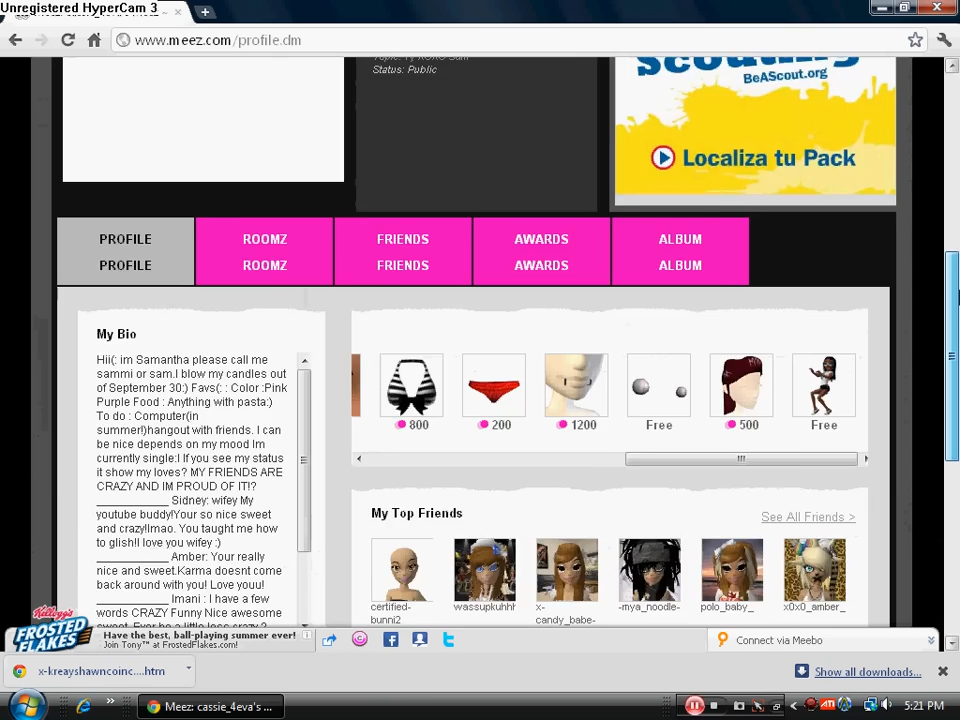 Unregistered HyperCam 3
www.meez.com/profile.dm
Status: Public
scouting
BeAScout.org
Localiza tu Pack
PROFILE ROOMZ FRIENDS AWARDS ALBUM
PROFILE ROOMZ FRIENDS AWARDS ALBUM
My Bio
Hii(: im Samantha please call me
sammi or sam.I blow my candles out
of September 30:) Favs(: : Color :Pink
Purple Food : Anything with pasta:)
To do : Computer(in
summer!)hangout with friends. I can
be nice depends on my mood Im
currently single:l If you see my status
it show my loves? MY FRIENDS ARE
CRAZY AND IM PROUD OF IT!?
_______________ Sidney: wifey My
youtube buddy!Your so nice sweet
and crazy!lmao. You taught me how
to glish!I love you wifey :)
_______________ Amber: Your really
nice and sweet.Karma doesnt come
back around with you! Love youu!
_______________ Imani : I have a few
words CRAZY Funny Nice awesome
800 200 1200 Free 500 Free
My Top Friends
See All Friends >
certified-
bunni2
wassupkuhhh
x-
candy_babe-
-mya_noodle-
polo_baby_
x0x0_amber_
Kellogg's
FROSTED
FLAKES
Have the best, ball-playing summer ever!
Join Tony™ at FrostedFlakes.com!
Connect via Meebo
x-kreayshawncoinc....htm
Show all downloads...
Meez: cassie_4eva's ...
ATI
5:21 PM